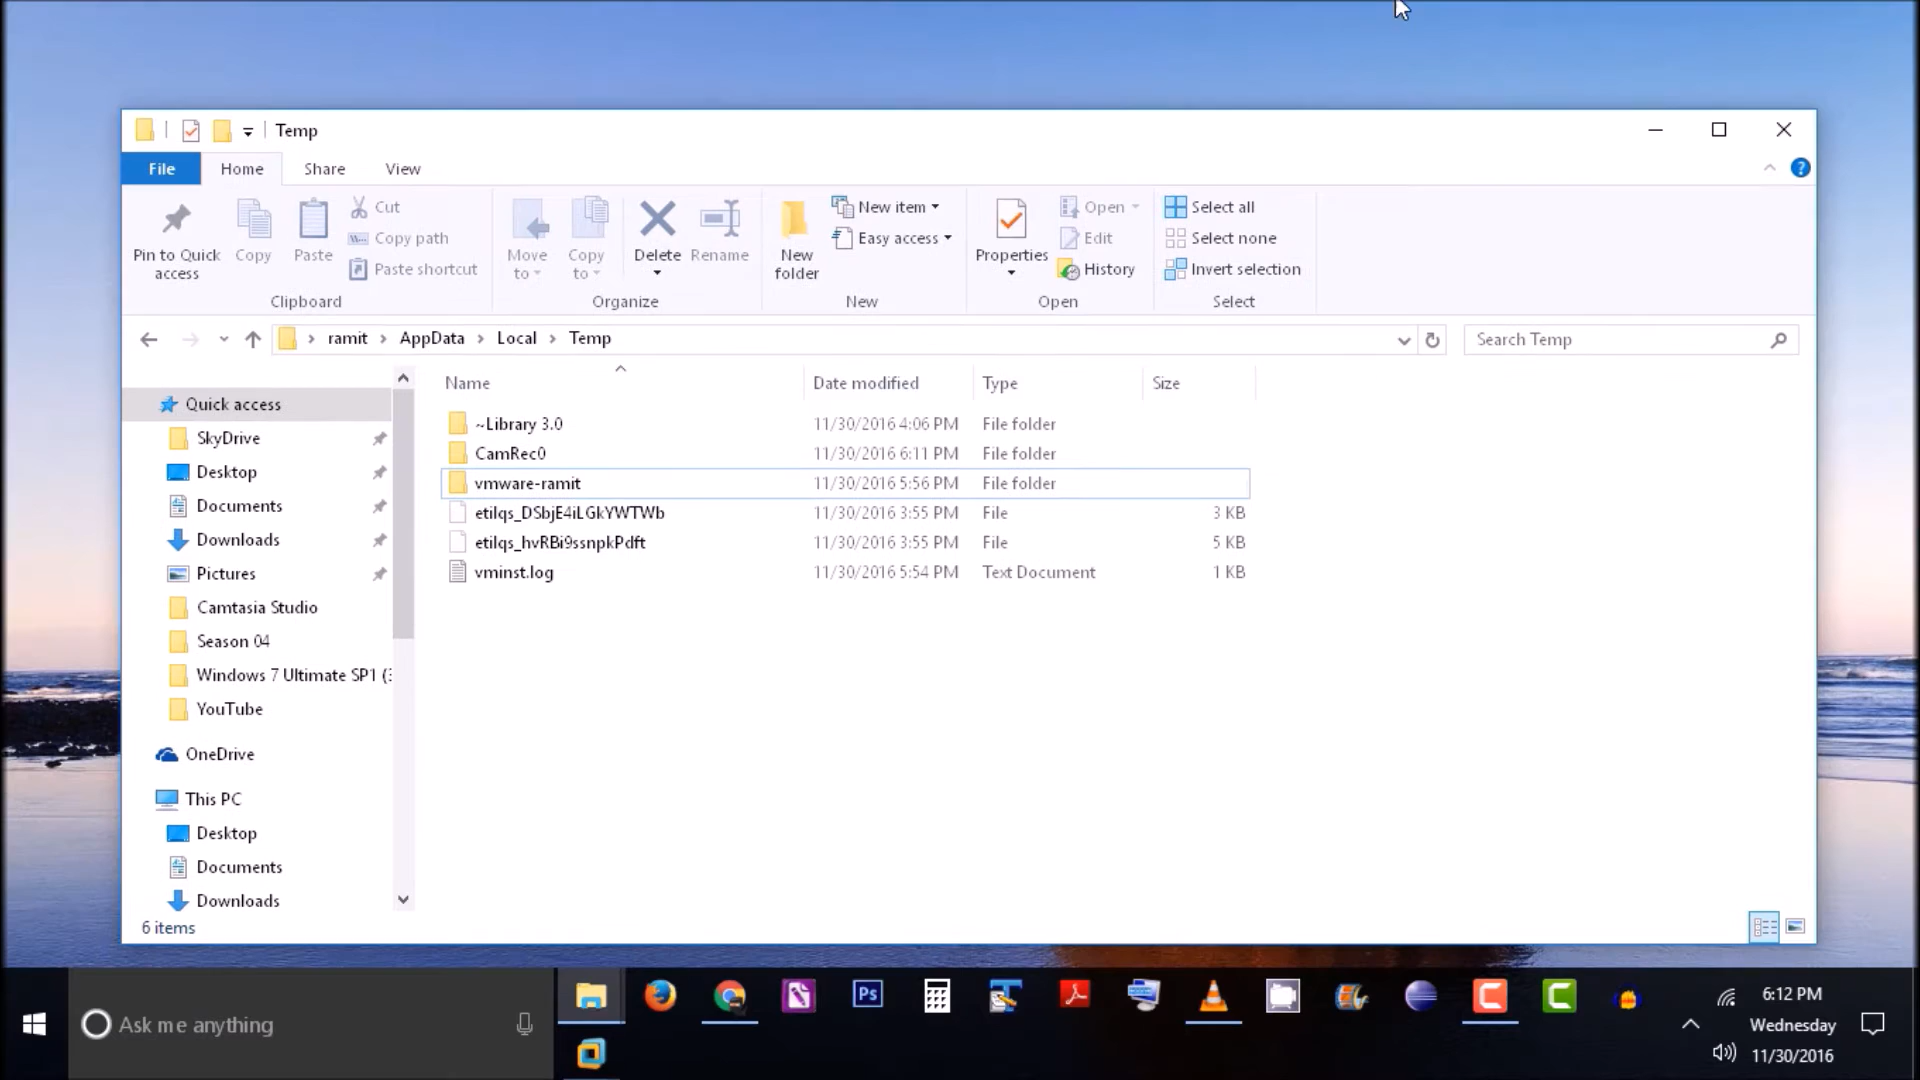 Temp
File Home Share View
Pin to Quick access
Copy
Paste
Cut
Copy path
Paste shortcut
Clipboard
Move to
Copy to
Delete
Rename
Organize
New folder
New item
Easy access
New
Properties
Open
Edit
History
Open
Select all
Select none
Invert selection
Select
ramit AppData Local Temp
Search Temp
Name Date modified Type Size
~Library 3.0 11/30/2016 4:06 PM File folder
CamRec0 11/30/2016 6:11 PM File folder
vmware-ramit 11/30/2016 5:56 PM File folder
etilqs_DSbjE4iLGkYWTWb 11/30/2016 3:55 PM File 3 KB
etilqs_hvRBi9ssnpkPdft 11/30/2016 3:55 PM File 5 KB
vminst.log 11/30/2016 5:54 PM Text Document 1 KB
Quick access
SkyDrive
Desktop
Documents
Downloads
Pictures
Camtasia Studio
Season 04
Windows 7 Ultimate SP1 (
YouTube
OneDrive
This PC
Desktop
Documents
Downloads
6 items
Ask me anything
Ps
6:12 PM
Wednesday
11/30/2016